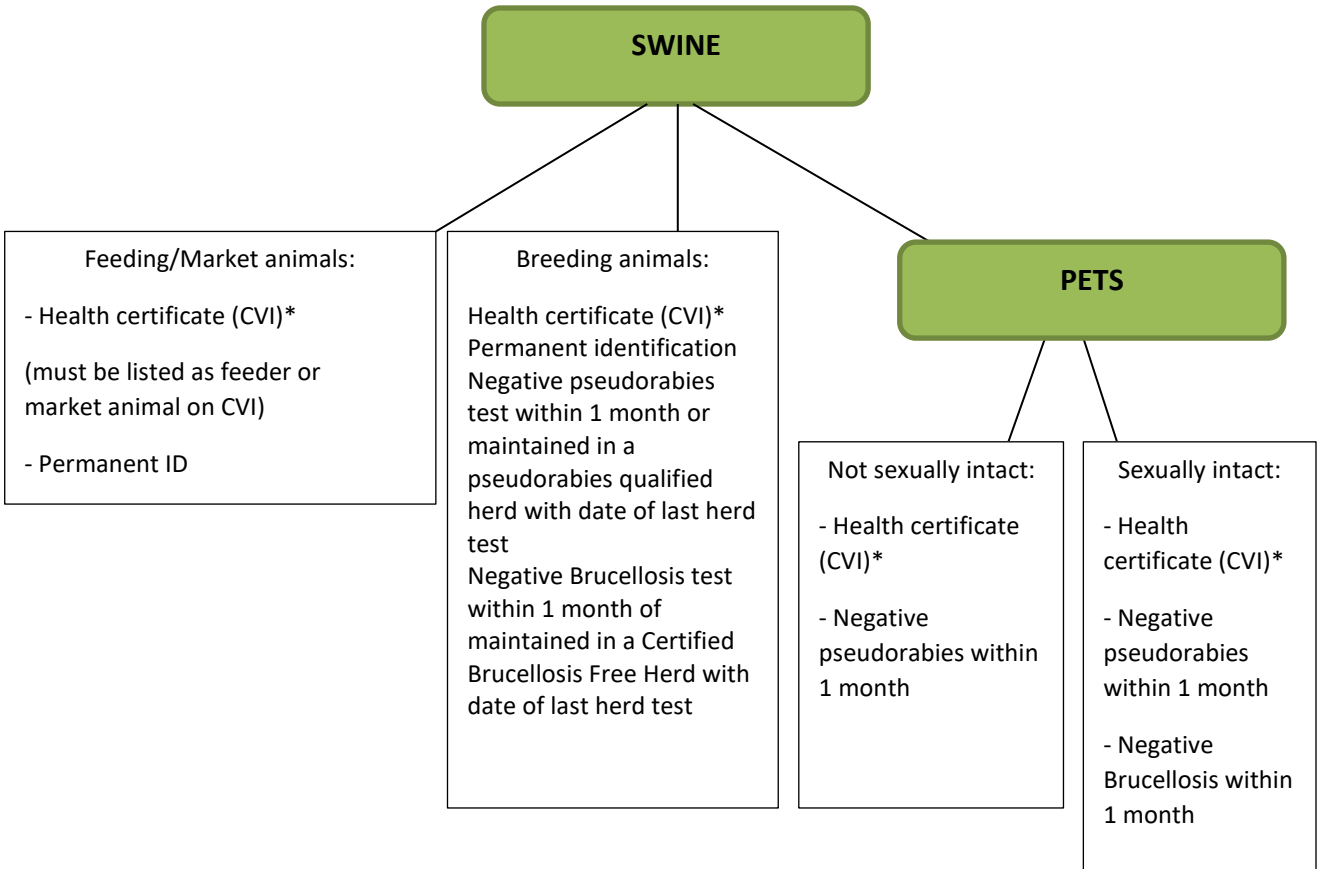 SWINE
Feeding/Market animals:
- Health certificate (CVI)*
(must be listed as feeder or
market animal on CVI)
- Permanent ID
Breeding animals:
Health certificate (CVI)*
Permanent identification
Negative pseudorabies
test within 1 month or
maintained in a
pseudorabies qualified
herd with date of last herd
test
Negative Brucellosis test
within 1 month of
maintained in a Certified
Brucellosis Free Herd with
date of last herd test
PETS
Not sexually intact:
- Health certificate
(CVI)*
- Negative
pseudorabies within
1 month
Sexually intact:
- Health
certificate (CVI)*
- Negative
pseudorabies
within 1 month
- Negative
Brucellosis within
1 month